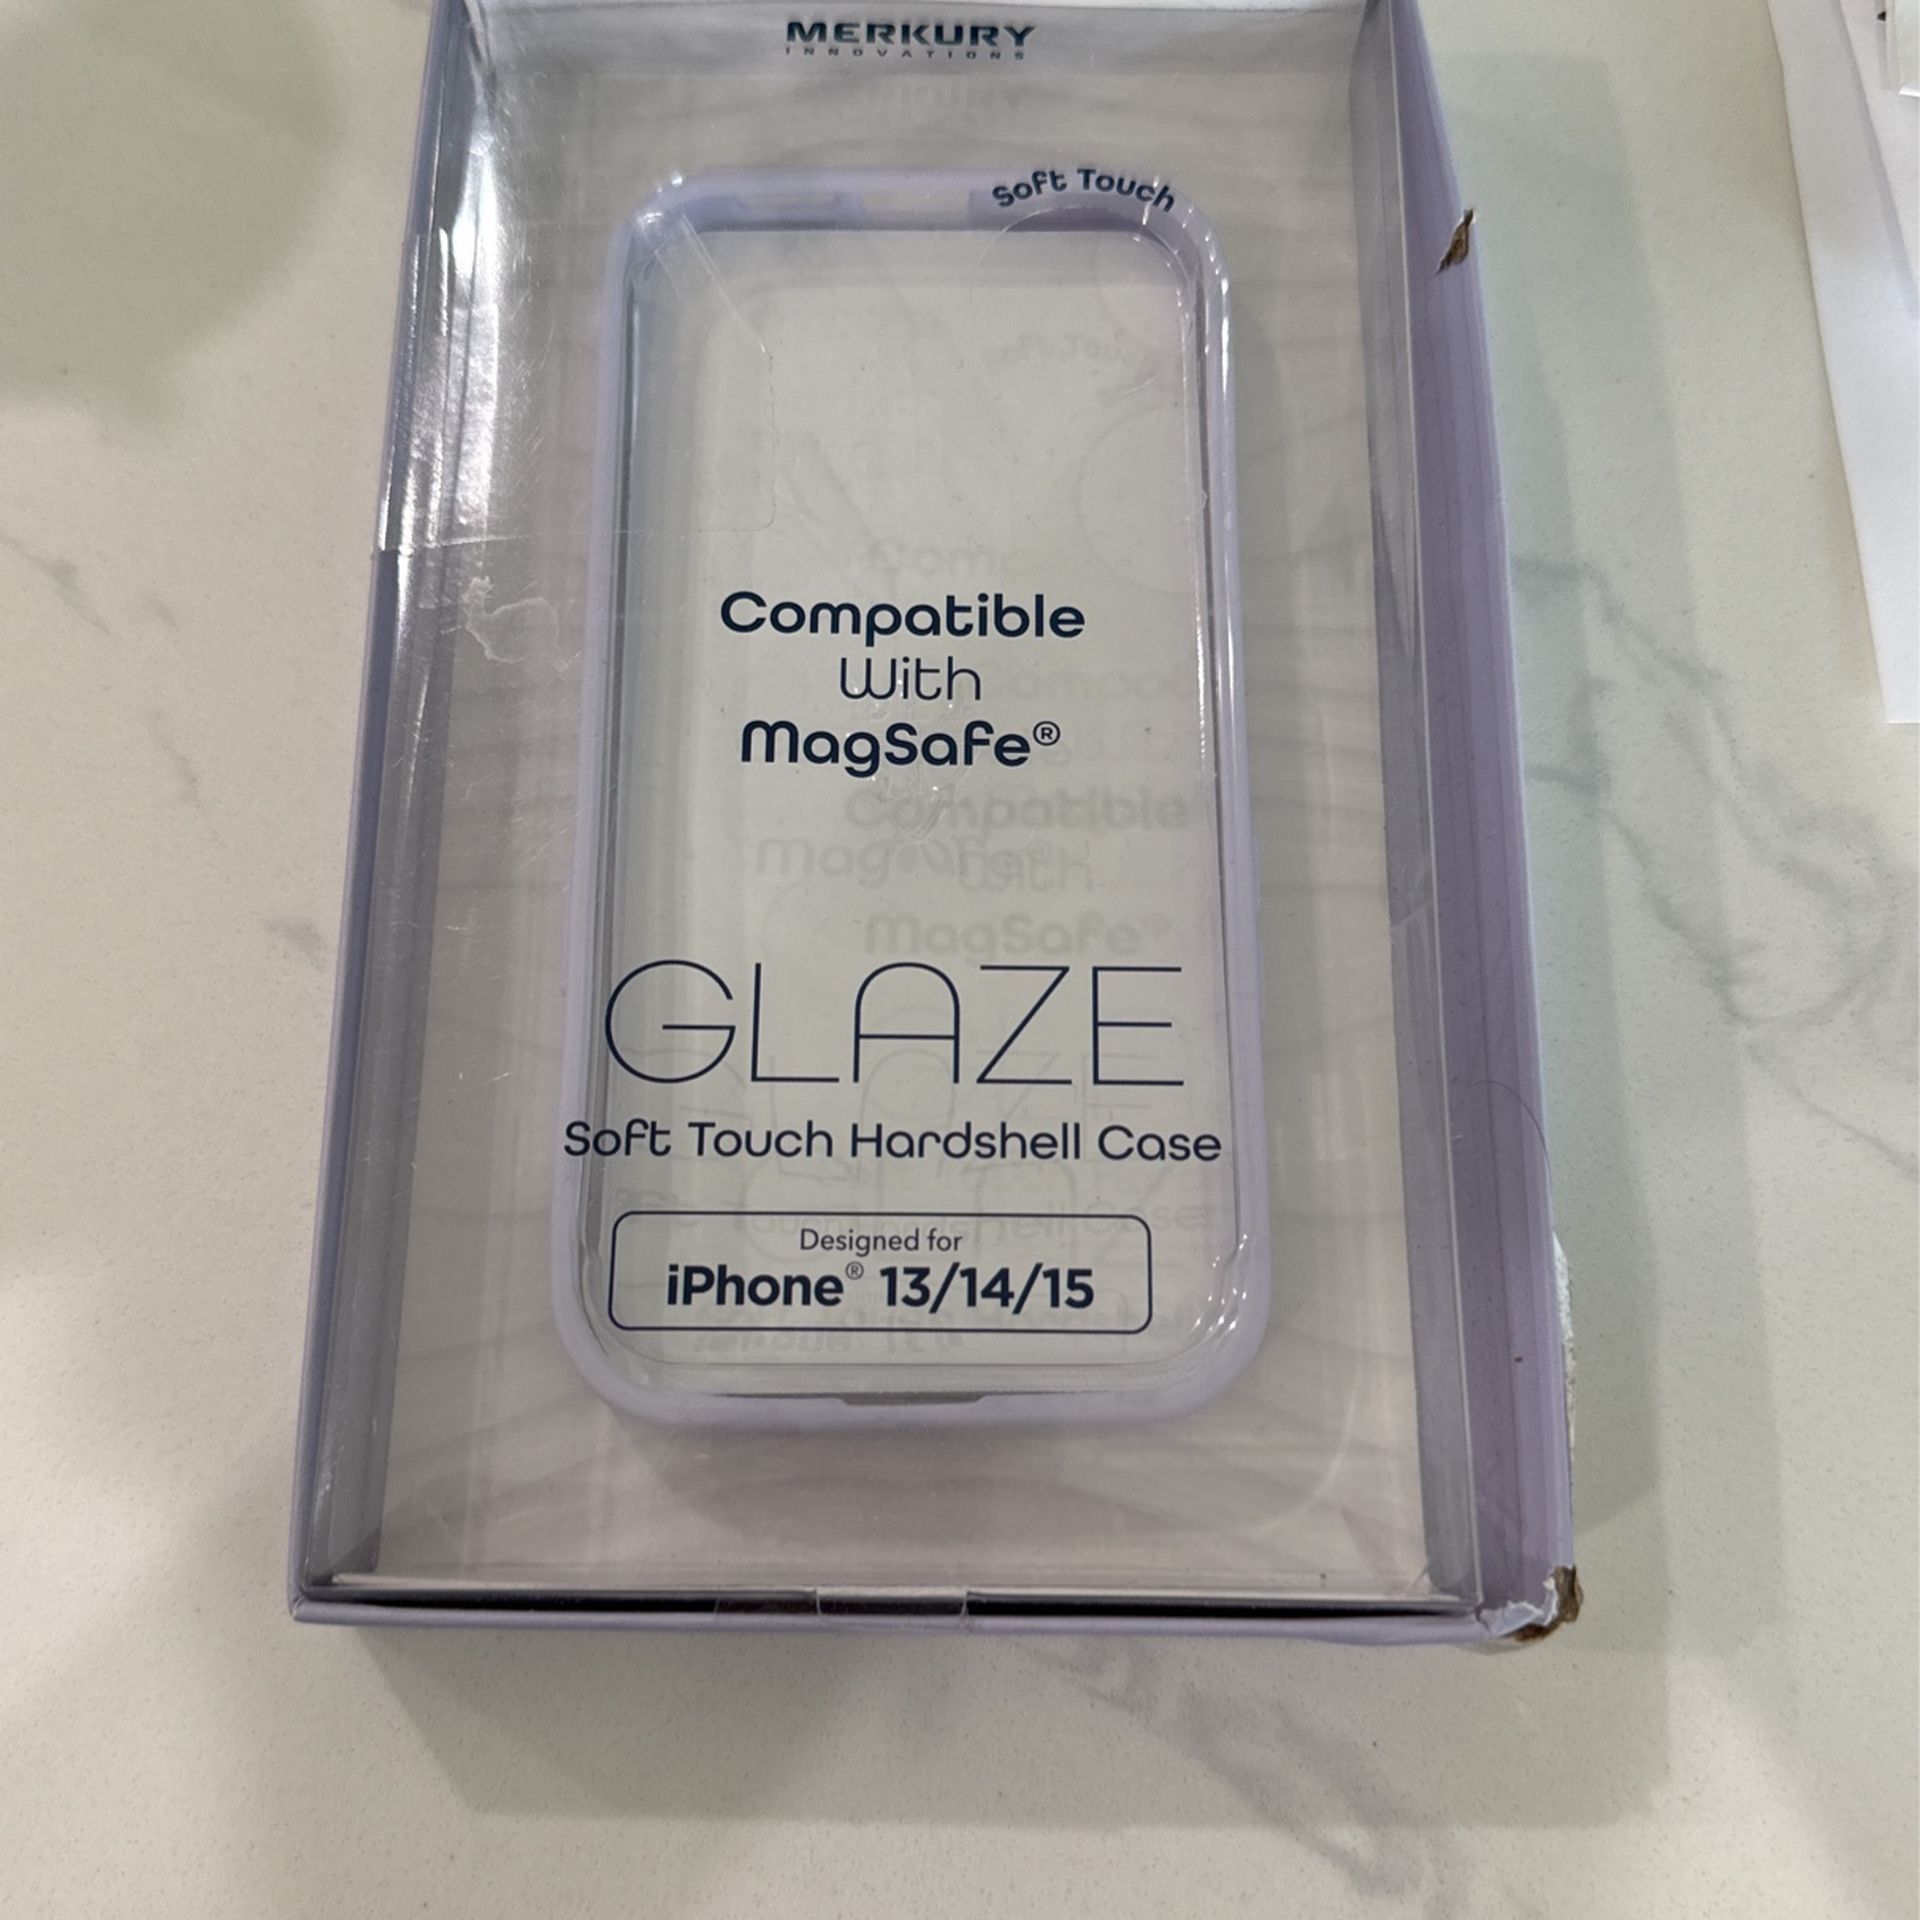 MERKURY
INNOVATIONS
Soft Touch
Compatible
With
MagSafe®
GLAZE
Soft Touch Hardshell Case
Designed for
iPhone® 13/14/15